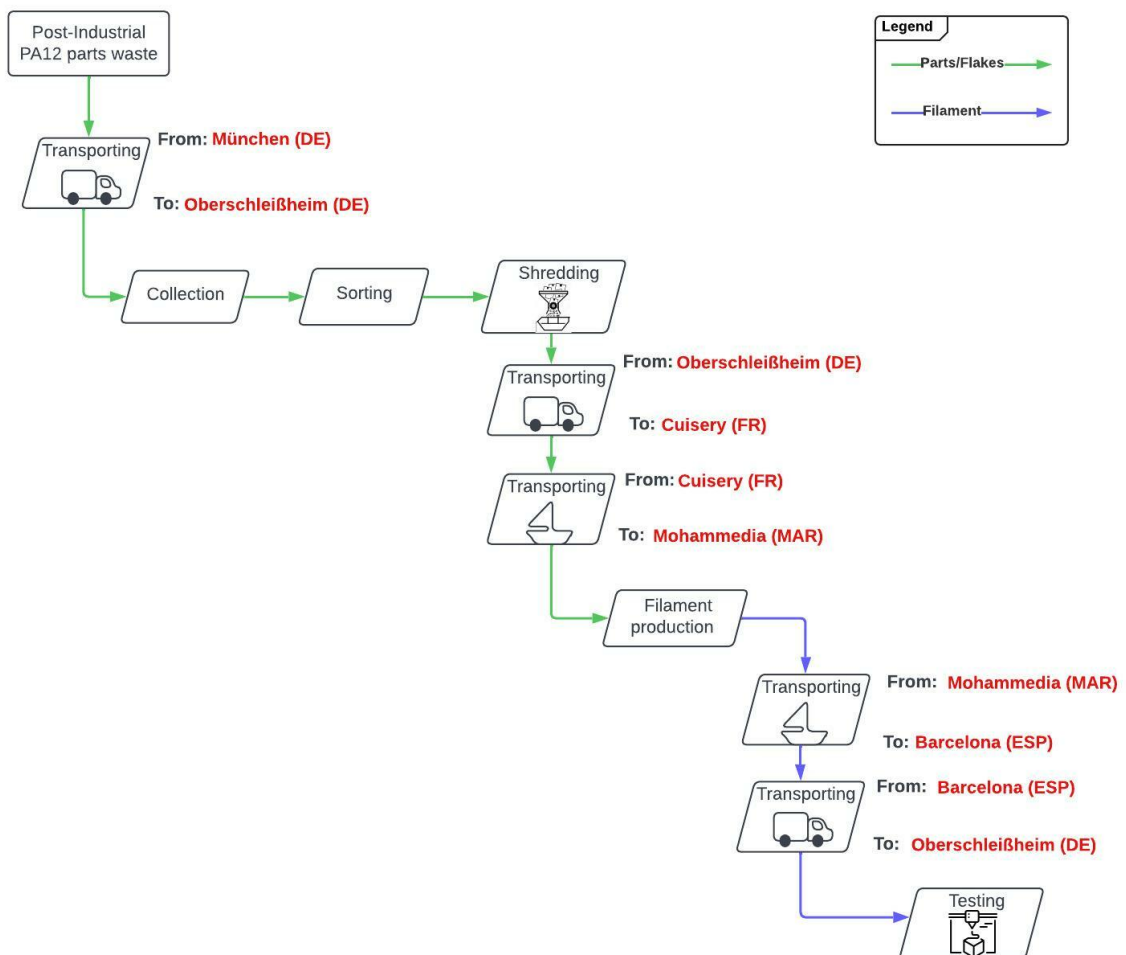 Post-Industrial
PA12 parts waste
Legend
Parts/Flakes
Filament
Transporting
From: München (DE)
To: Oberschleißheim (DE)
Collection
Sorting
Shredding
Transporting
From: Oberschleißheim (DE)
To: Cuisery (FR)
Transporting
From: Cuisery (FR)
To: Mohammedia (MAR)
Filament
production
Transporting
From: Mohammedia (MAR)
To: Barcelona (ESP)
Transporting
From: Barcelona (ESP)
To: Oberschleißheim (DE)
Testing